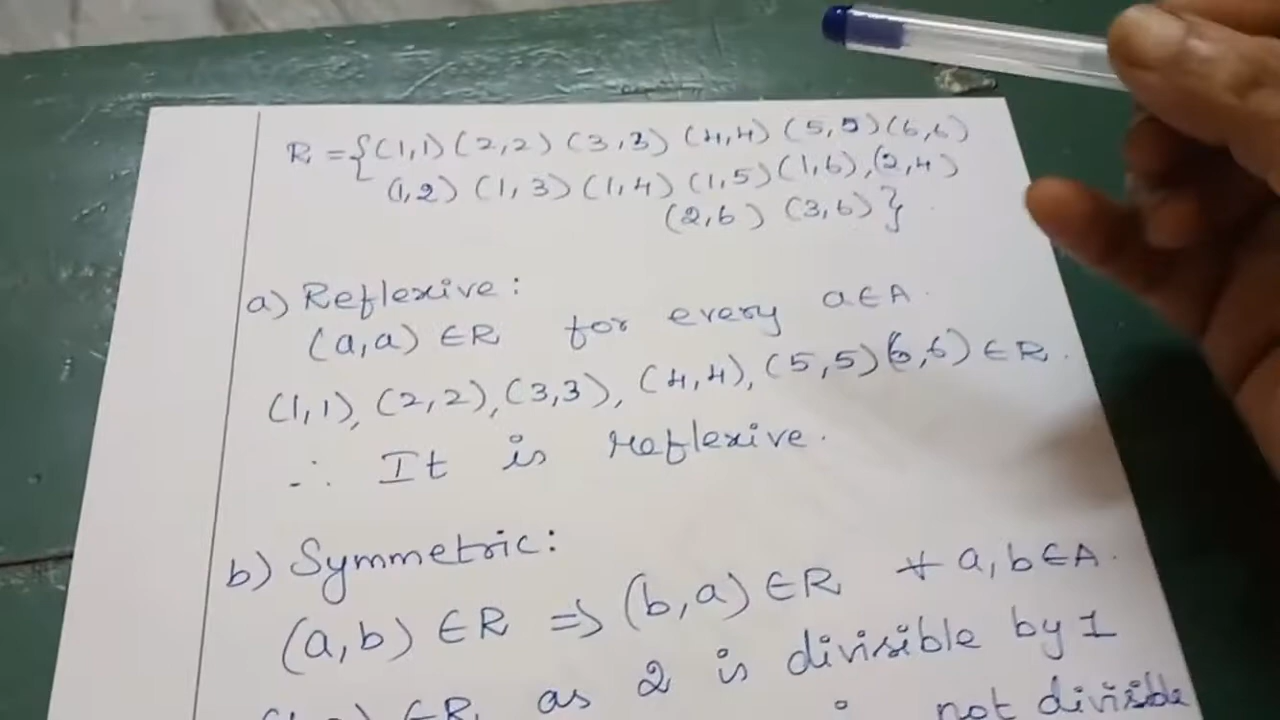 R = {(1,1) (2,2) (3,3) (4,4) (5,5) (6,6)
(1,2) (1,3) (1,4) (1,5) (1,6), (2,4)
(2,6) (3,6)}
a) Reflexive:
(a,a) ∈ R for every a ∈ A.
(1,1), (2,2), (3,3), (4,4), (5,5) (6,6) ∈ R.
∴ It is reflexive.
b) Symmetric:
(a,b) ∈ R ⇒ (b,a) ∈ R ∀ a,b ∈ A.
∈ R as 2 is divisible by 1
not divisible